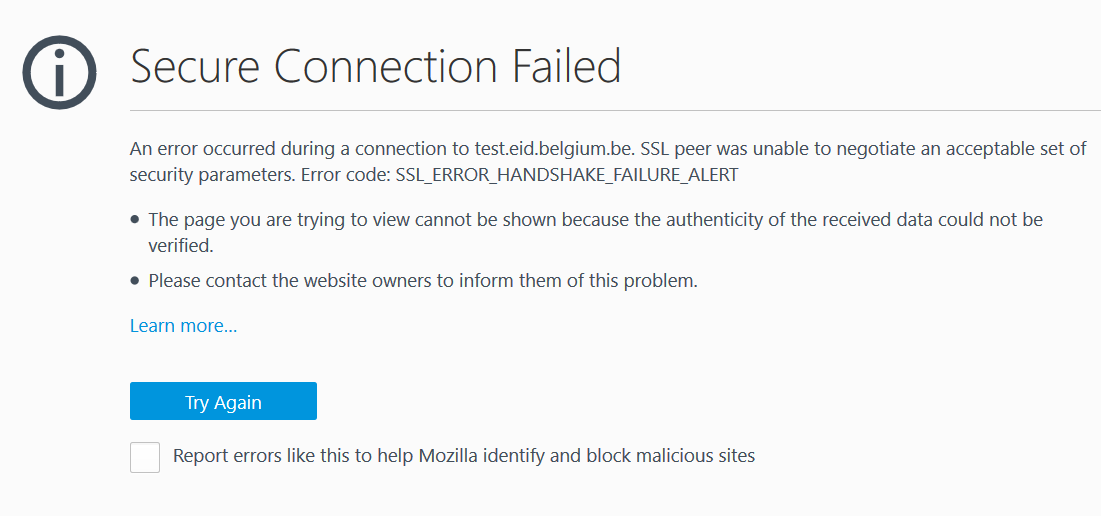 Secure Connection Failed
An error occurred during a connection to test.eid.belgium.be. SSL peer was unable to negotiate an acceptable set of
security parameters. Error code: SSL_ERROR_HANDSHAKE_FAILURE_ALERT
• The page you are trying to view cannot be shown because the authenticity of the received data could not be
verified.
• Please contact the website owners to inform them of this problem.
Learn more...
Try Again
Report errors like this to help Mozilla identify and block malicious sites